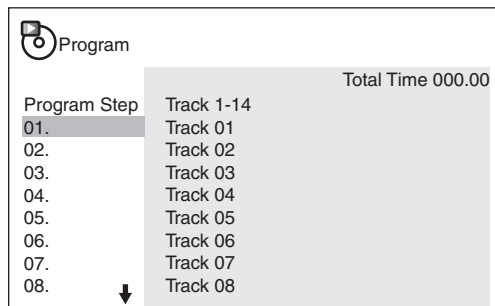 Program
Total Time 000.00
Program Step Track 1-14
01. Track 01
02. Track 02
03. Track 03
04. Track 04
05. Track 05
06. Track 06
07. Track 07
08. Track 08